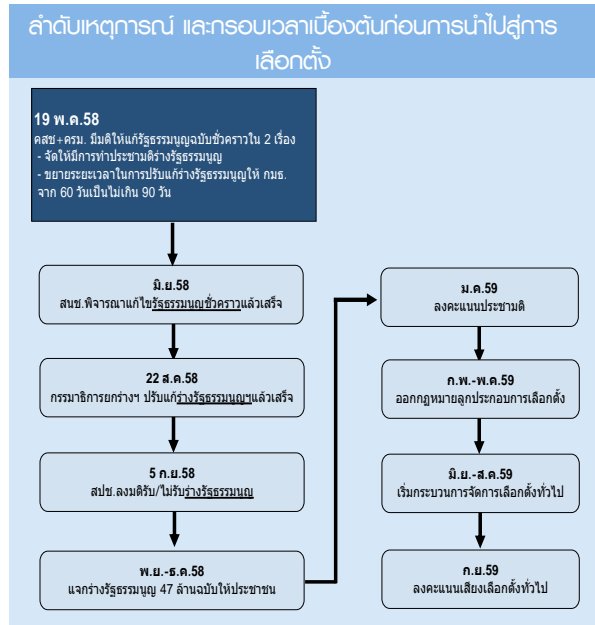 ลำดับเหตุการณ์ และกรอบเวลาเบื้องต้นก่อนการนำไปสู่การ
เลือกตั้ง
19 พ.ค.58
คสช+ครม. มีมติให้แก้รัฐธรรมนูญฉบับชั่วคราวใน 2 เรื่อง
- จัดให้มีการทำประชามติร่างรัฐธรรมนูญ
- ขยายระยะเวลาในการปรับแก้ร่างรัฐธรรมนูญให้ กมธ.
จาก 60 วันเป็นไม่เกิน 90 วัน
มิ.ย.58
สนช.พิจารณาแก้ไขรัฐธรรมนูญชั่วคราวแล้วเสร็จ
22 ส.ค.58
กรรมาธิการยกร่างฯ ปรับแก้ร่างรัฐธรรมนูญฯแล้วเสร็จ
5 ก.ย.58
สปช.ลงมติรับ/ไม่รับร่างรัฐธรรมนูญ
พ.ย.-ธ.ค.58
แจกร่างรัฐธรรมนูญ 47 ล้านฉบับให้ประชาชน
ม.ค.59
ลงคะแนนประชามติ
ก.พ.-พ.ค.59
ออกกฎหมายลูกประกอบการเลือกตั้ง
มิ.ย.-ส.ค.59
เริ่มกระบวนการจัดการเลือกตั้งทั่วไป
ก.ย.59
ลงคะแนนเสียงเลือกตั้งทั่วไป